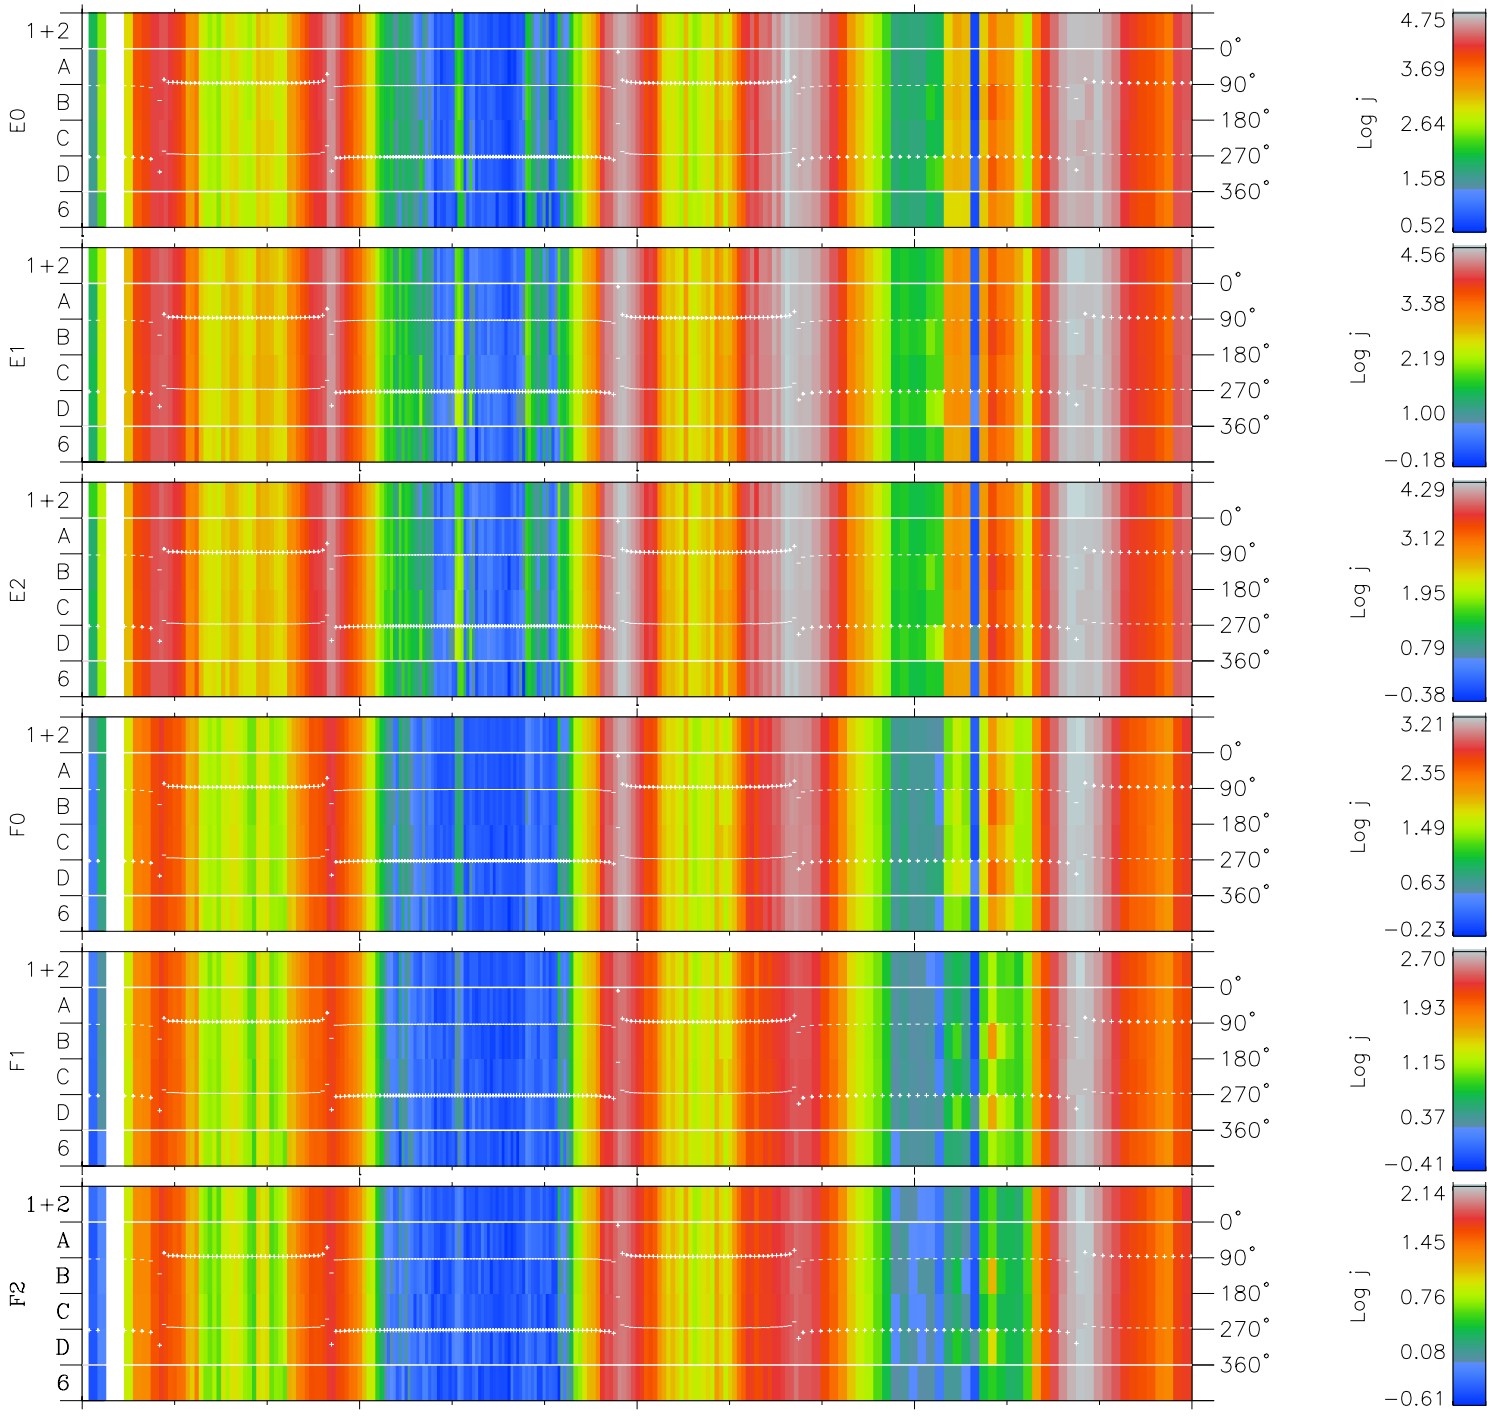 1+2
A
B
C
D
6
E0
0°
90°
180°
270°
360°
Log j
4.75
3.69
2.64
1.58
0.52
1+2
A
B
C
D
6
E1
0°
90°
180°
270°
360°
Log j
4.56
3.38
2.19
1.00
−0.18
1+2
A
B
C
D
6
E2
0°
90°
180°
270°
360°
Log j
4.29
3.12
1.95
0.79
−0.38
1+2
A
B
C
D
6
F0
0°
90°
180°
270°
360°
Log j
3.21
2.35
1.49
0.63
−0.23
1+2
A
B
C
D
6
F1
0°
90°
180°
270°
360°
Log j
2.70
1.93
1.15
0.37
−0.41
1+2
A
B
C
D
6
F2
0°
90°
180°
270°
360°
Log j
2.14
1.45
0.76
0.08
−0.61